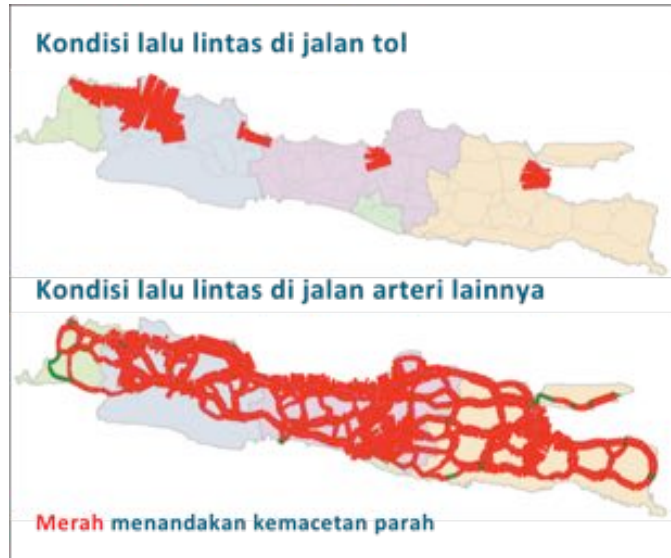 Kondisi lalu lintas di jalan tol
Kondisi lalu lintas di jalan arteri lainnya
Merah menandakan kemacetan parah